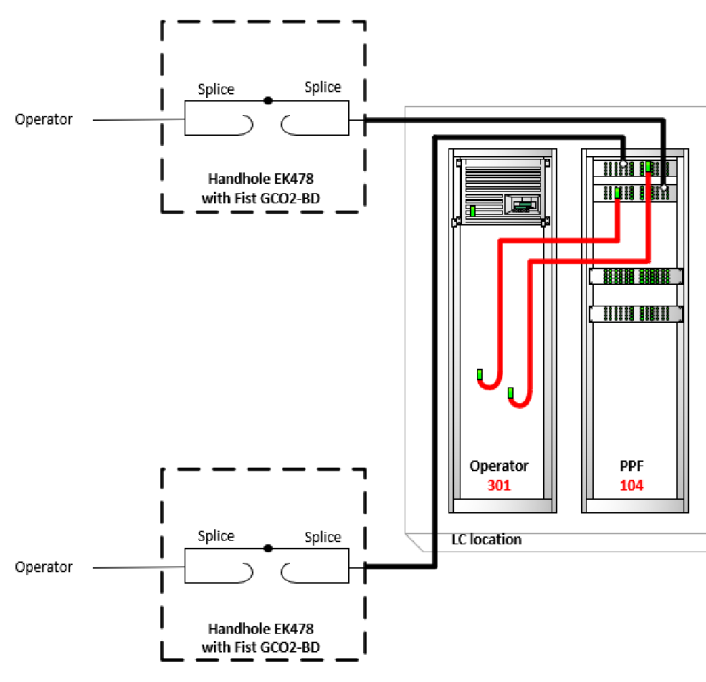 Splice
Splice
Operator
Handhole EK478
with Fist GCO2-BD
Operator
301
PPF
104
LC location
Splice
Splice
Operator
Handhole EK478
with Fist GCO2-BD